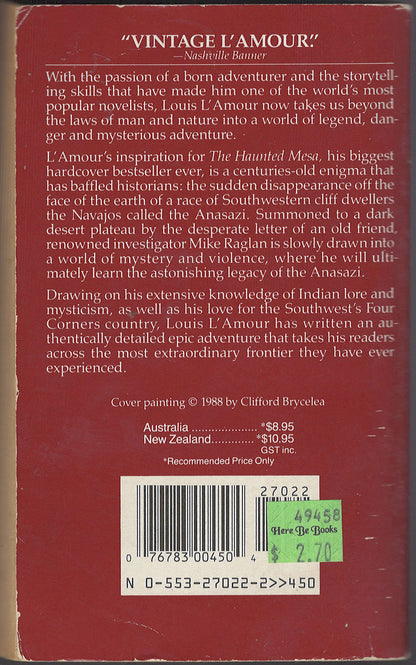 "VINTAGE L'AMOUR."
—Nashville Banner
With the passion of a born adventurer and the storytell-
ing skills that have made him one of the world's most
popular novelists, Louis L'Amour now takes us beyond
the laws of man and nature into a world of legend, dan-
ger and mysterious adventure.
L'Amour's inspiration for The Haunted Mesa, his biggest
hardcover bestseller ever, is a centuries-old enigma that
has baffled historians: the sudden disappearance off the
face of the earth of a race of Southwestern cliff dwellers
the Navajos called the Anasazi. Summoned to a dark
desert plateau by the desperate letter of an old friend,
renowned investigator Mike Raglan is slowly drawn into
a world of mystery and violence, where he will ulti-
mately learn the astonishing legacy of the Anasazi.
Drawing on his extensive knowledge of Indian lore and
mysticism, as well as his love for the Southwest's Four
Corners country, Louis L'Amour has written an au-
thentically detailed epic adventure that takes his readers
across the most extraordinary frontier they have ever
experienced.
Cover painting © 1988 by Clifford Brycelea
Australia .................... *$8.95
New Zealand............. *$10.95
GST inc.
*Recommended Price Only
27022
49458
Here Be Books
$ 2.70
0 76783 00450 4
N 0-553-27022-2>>450